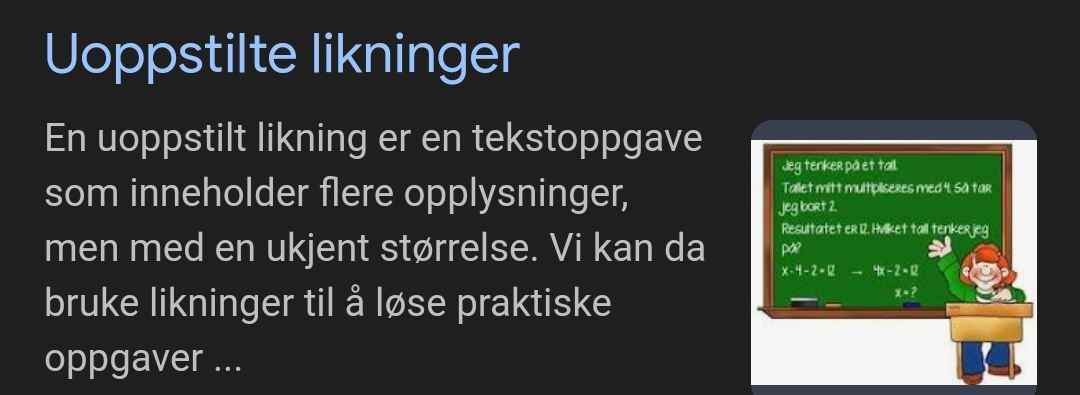 Uoppstilte likninger
En uoppstilt likning er en tekstoppgave
som inneholder flere opplysninger,
men med en ukjent størrelse. Vi kan da
bruke likninger til å løse praktiske
oppgaver ...
Jeg tenker på et tall.
Tallet mitt multipliseres med 4. Så tar
jeg bort 2.
Resultatet er 12. Hvilket tall tenker jeg
på?
x·4-2=12 → 4x-2=12
x=?